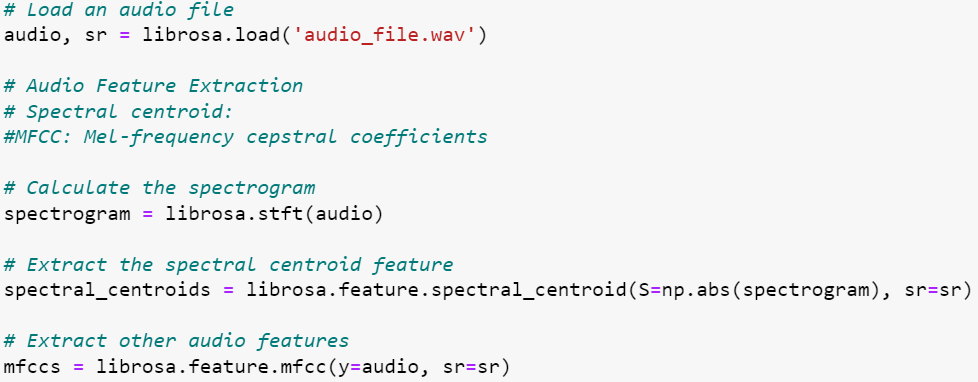 # Load an audio file
audio, sr = librosa.load('audio_file.wav')
# Audio Feature Extraction
# Spectral centroid:
#MFCC: Mel-frequency cepstral coefficients
# Calculate the spectrogram
spectrogram = librosa.stft(audio)
# Extract the spectral centroid feature
spectral_centroids = librosa.feature.spectral_centroid(S=np.abs(spectrogram), sr=sr)
# Extract other audio features
mfccs = librosa.feature.mfcc(y=audio, sr=sr)